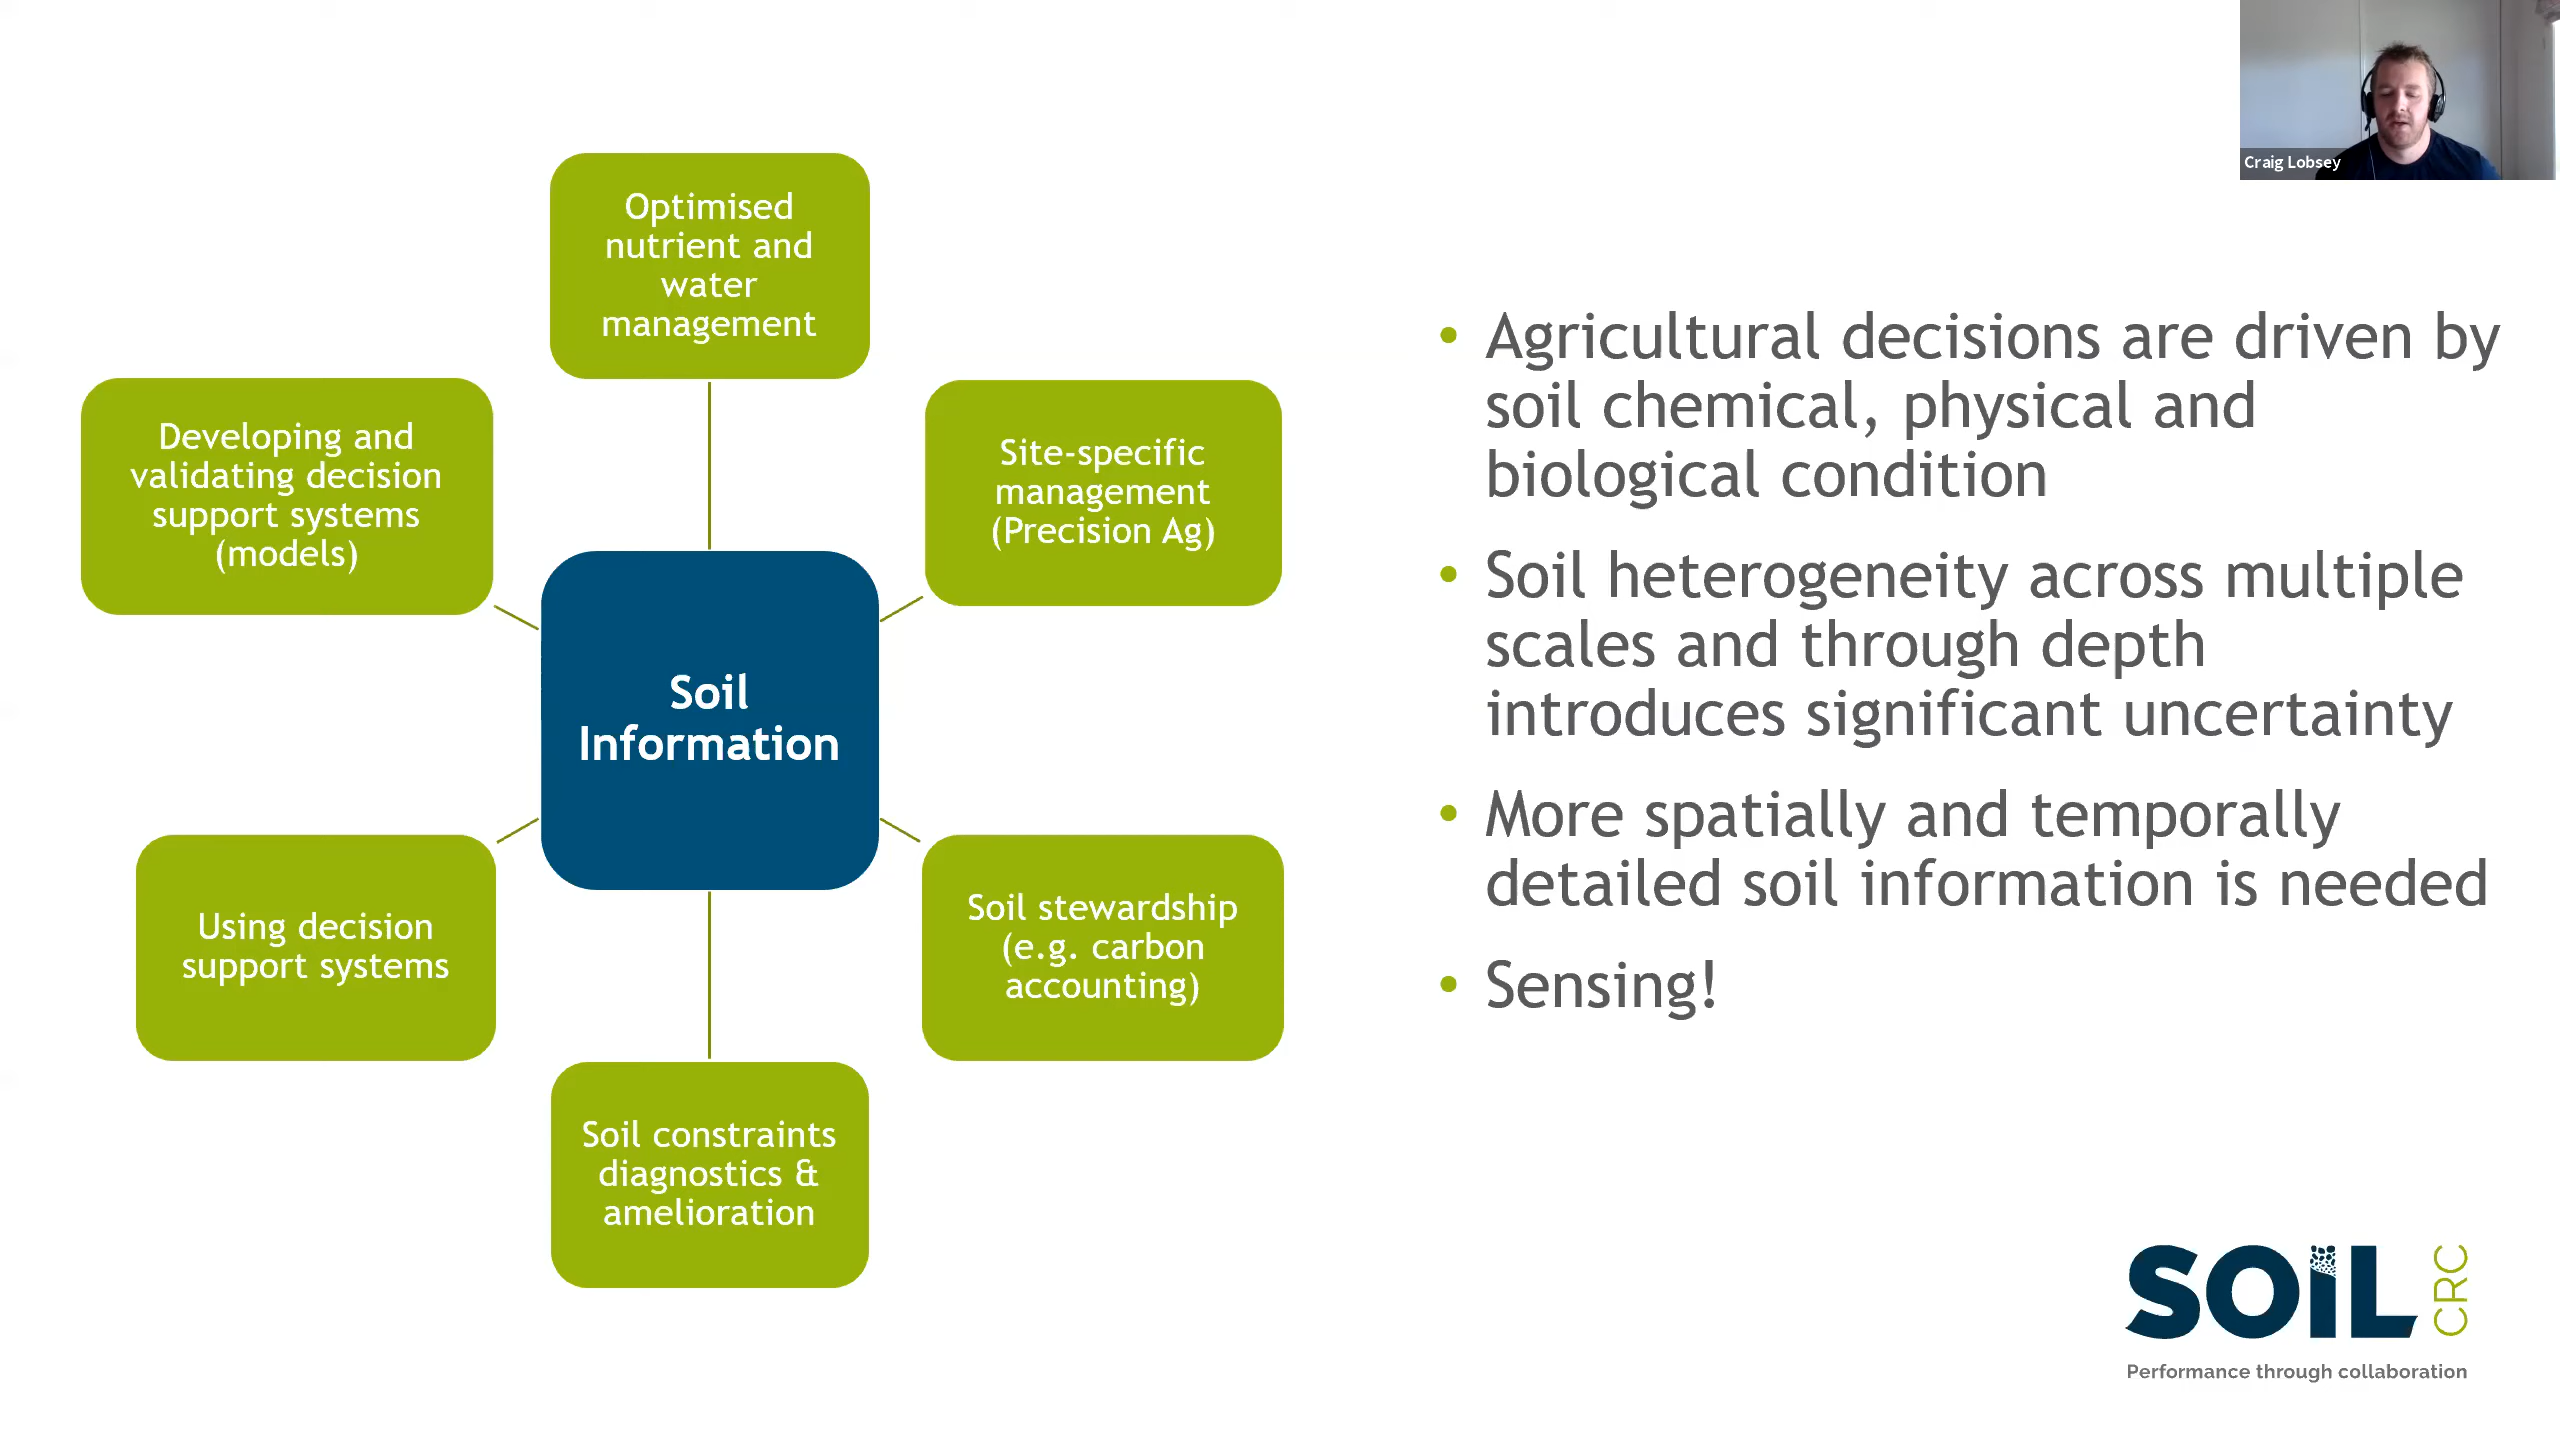 Craig Lobsey
Optimised
nutrient and
water
management
Developing and
validating decision
support systems
(models)
Site-specific
management
(Precision Ag)
Soil
Information
Using decision
support systems
Soil stewardship
(e.g. carbon
accounting)
Soil constraints
diagnostics &
amelioration
• Agricultural decisions are driven by
soil chemical, physical and
biological condition
• Soil heterogeneity across multiple
scales and through depth
introduces significant uncertainty
• More spatially and temporally
detailed soil information is needed
• Sensing!
SOiL CRC
Performance through collaboration